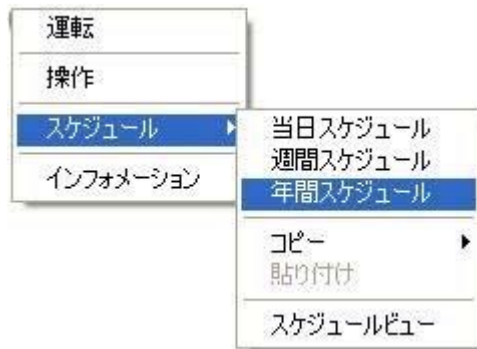 運転
操作
スケジュール
インフォメーション
当日スケジュール
週間スケジュール
年間スケジュール
コピー
貼り付け
スケジュールビュー